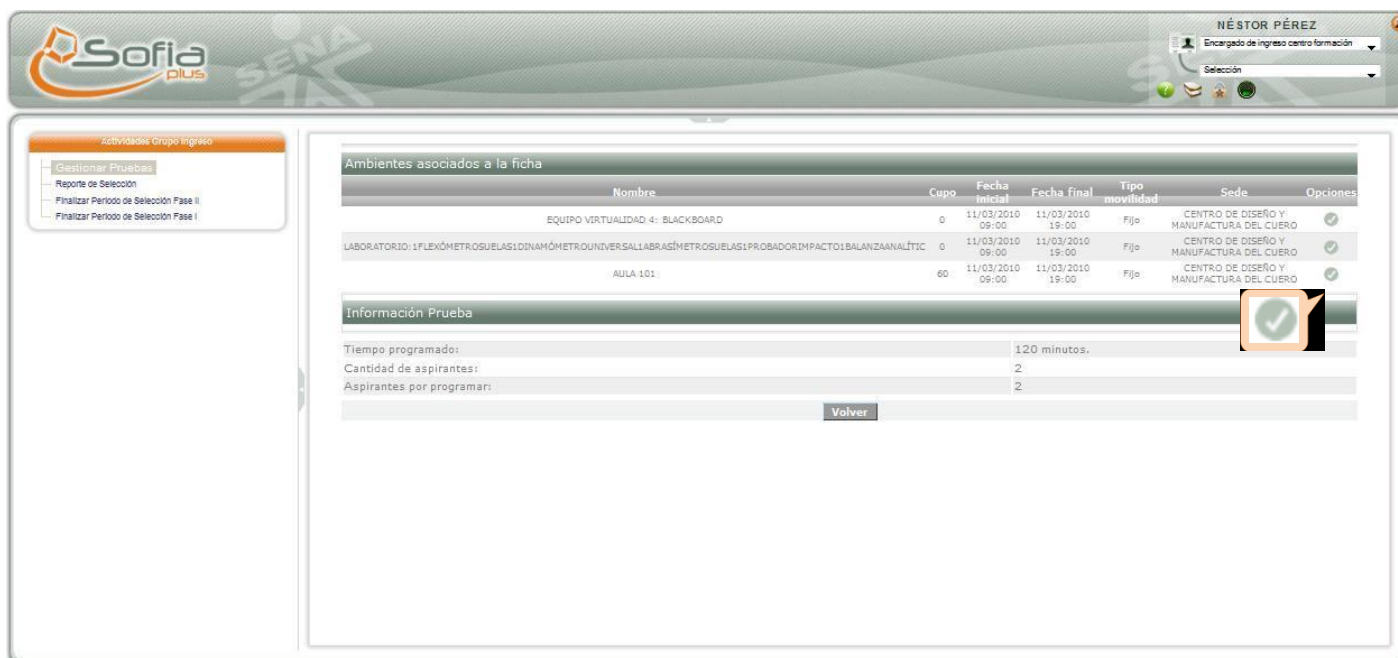 Sofia
plus
SENA
NÉSTOR PÉREZ
Encargado de ingreso centro formación
Selección
Actividades Grupo Ingreso
Gestionar Pruebas
Reporte de Selección
Finalizar Periodo de Selección Fase II
Finalizar Periodo de Selección Fase I
Ambientes asociados a la ficha
Nombre Cupo Fecha inicial Fecha final Tipo movilidad Sede Opciones
EQUIPO VIRTUALIDAD 4: BLACKBOARD 0 11/03/2010 09:00 11/03/2010 19:00 Fijo CENTRO DE DISEÑO Y MANUFACTURA DEL CUERO
LABORATORIO:1FLEXÓMETROSUELAS1DINAMÓMETROUNIVERSAL1ABRASÍMETROSUELAS1PROBADORIMPACTO1BALANZAANALÍTIC 0 11/03/2010 09:00 11/03/2010 19:00 Fijo CENTRO DE DISEÑO Y MANUFACTURA DEL CUERO
AULA 101 60 11/03/2010 09:00 11/03/2010 19:00 Fijo CENTRO DE DISEÑO Y MANUFACTURA DEL CUERO
Información Prueba
Tiempo programado: 120 minutos.
Cantidad de aspirantes: 2
Aspirantes por programar: 2
Volver